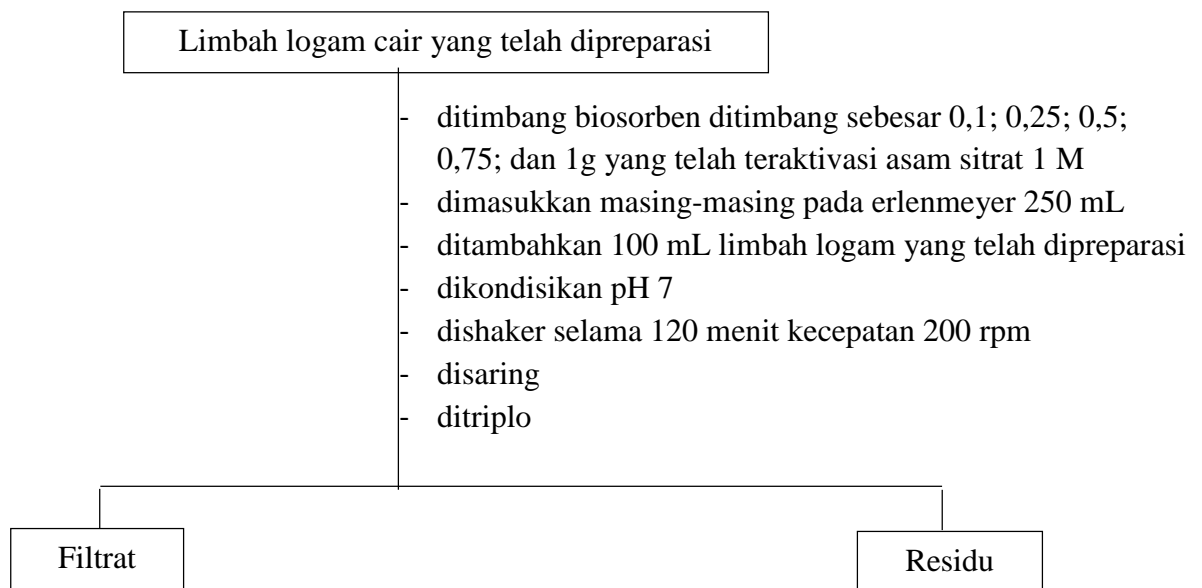 Limbah logam cair yang telah dipreparasi
- ditimbang biosorben ditimbang sebesar 0,1; 0,25; 0,5;
0,75; dan 1g yang telah teraktivasi asam sitrat 1 M
- dimasukkan masing-masing pada erlenmeyer 250 mL
- ditambahkan 100 mL limbah logam yang telah dipreparasi
- dikondisikan pH 7
- dishaker selama 120 menit kecepatan 200 rpm
- disaring
- ditriplo
Filtrat
Residu